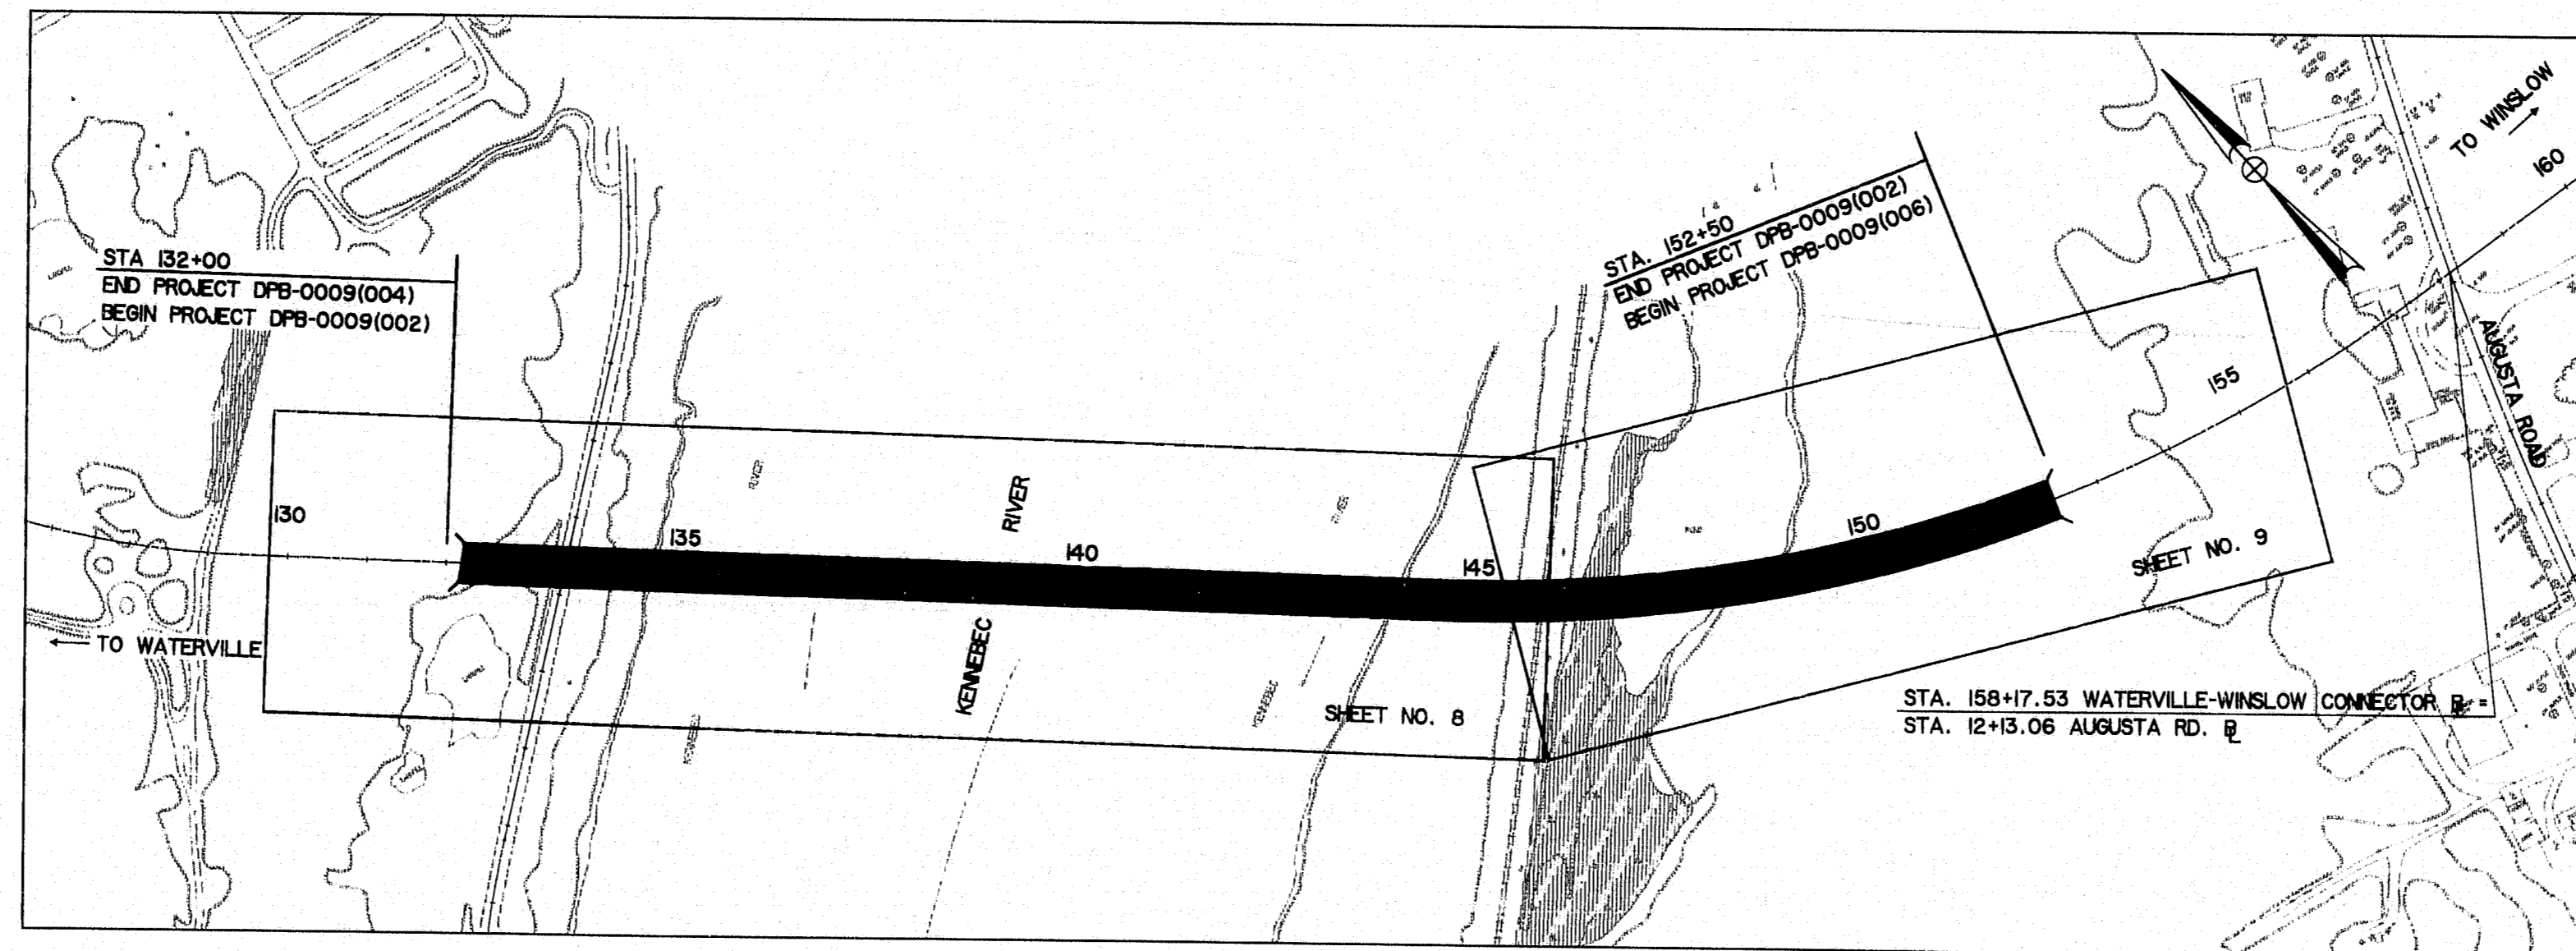 TO WINSLOW
160
STA. 152+50
END PROJECT DPB-0009(002)
BEGIN PROJECT DPB-0009(006)
STA 132+00
END PROJECT DPB-0009(004)
BEGIN PROJECT DPB-0009(002)
AUGUSTA ROAD
155
130
135
RIVER
140
145
150
SHEET NO. 9
TO WATERVILLE
KENNEBEC
SHEET NO. 8
STA. 158+17.53 WATERVILLE-WINSLOW CONNECTOR BL =
STA. 12+13.06 AUGUSTA RD. BL